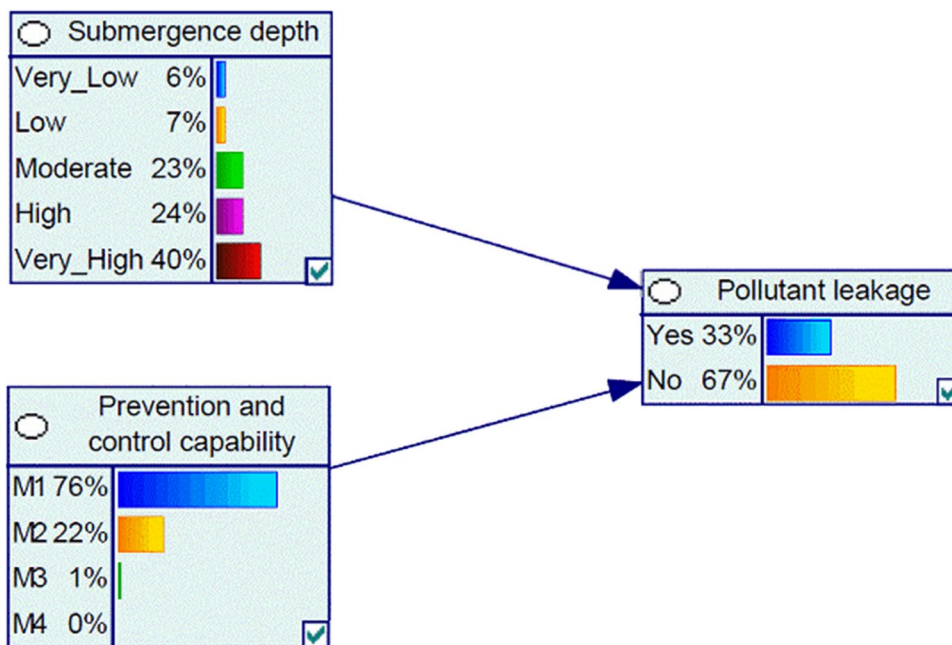 Submergence depth
Very_Low 6%
Low 7%
Moderate 23%
High 24%
Very_High 40%
Pollutant leakage
Yes 33%
No 67%
Prevention and
control capability
M1 76%
M2 22%
M3 1%
M4 0%